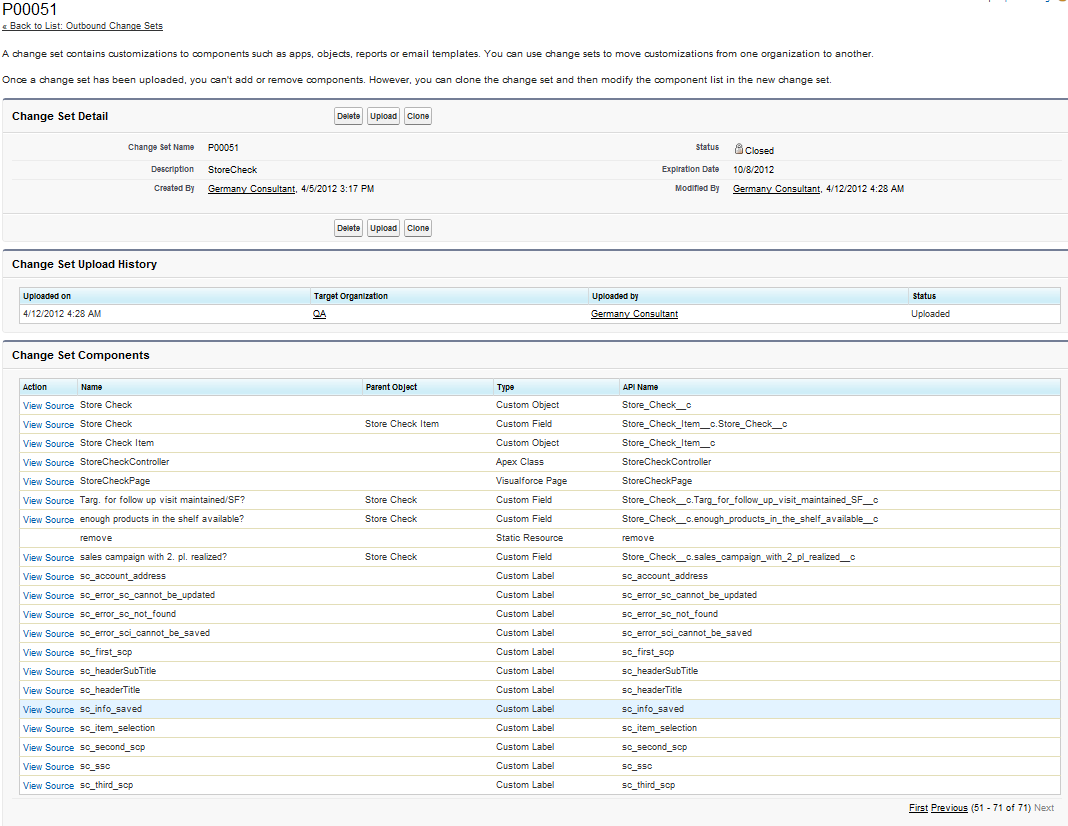 P00051
« Back to List: Outbound Change Sets
A change set contains customizations to components such as apps, objects, reports or email templates. You can use change sets to move customizations from one organization to another.
Once a change set has been uploaded, you can't add or remove components. However, you can clone the change set and then modify the component list in the new change set.
Change Set Detail Delete Upload Clone
Change Set Name P00051 Status Closed
Description StoreCheck Expiration Date 10/8/2012
Created By Germany Consultant, 4/5/2012 3:17 PM Modified By Germany Consultant, 4/12/2012 4:28 AM
Delete Upload Clone
Change Set Upload History
Uploaded on Target Organization Uploaded by Status
4/12/2012 4:28 AM QA Germany Consultant Uploaded
Change Set Components
Action Name Parent Object Type API Name
View Source Store Check Custom Object Store_Check__c
View Source Store Check Store Check Item Custom Field Store_Check_Item__c.Store_Check__c
View Source Store Check Item Custom Object Store_Check_Item__c
View Source StoreCheckController Apex Class StoreCheckController
View Source StoreCheckPage Visualforce Page StoreCheckPage
View Source Targ. for follow up visit maintained/SF? Store Check Custom Field Store_Check__c.Targ_for_follow_up_visit_maintained_SF__c
View Source enough products in the shelf available? Store Check Custom Field Store_Check__c.enough_products_in_the_shelf_available__c
remove Static Resource remove
View Source sales campaign with 2. pl. realized? Store Check Custom Field Store_Check__c.sales_campaign_with_2_pl_realized__c
View Source sc_account_address Custom Label sc_account_address
View Source sc_error_sc_cannot_be_updated Custom Label sc_error_sc_cannot_be_updated
View Source sc_error_sc_not_found Custom Label sc_error_sc_not_found
View Source sc_error_sci_cannot_be_saved Custom Label sc_error_sci_cannot_be_saved
View Source sc_first_scp Custom Label sc_first_scp
View Source sc_headerSubTitle Custom Label sc_headerSubTitle
View Source sc_headerTitle Custom Label sc_headerTitle
View Source sc_info_saved Custom Label sc_info_saved
View Source sc_item_selection Custom Label sc_item_selection
View Source sc_second_scp Custom Label sc_second_scp
View Source sc_ssc Custom Label sc_ssc
View Source sc_third_scp Custom Label sc_third_scp
First Previous (51 - 71 of 71) Next